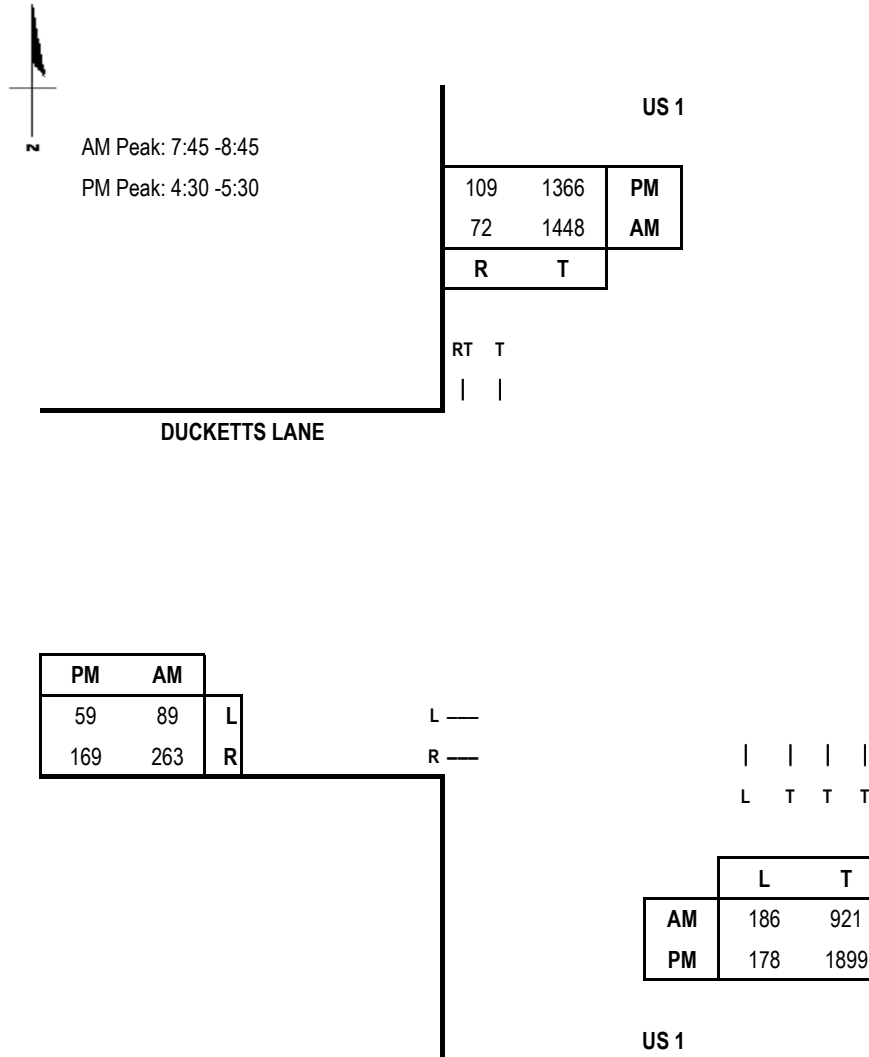 US 1
N
AM Peak: 7:45 -8:45
PM Peak: 4:30 -5:30
109 1366 PM
72 1448 AM
R T
RT T
DUCKETTS LANE
PM AM
59 89 L
169 263 R
L
R
L T T T
L T
AM 186 921
PM 178 1899
US 1